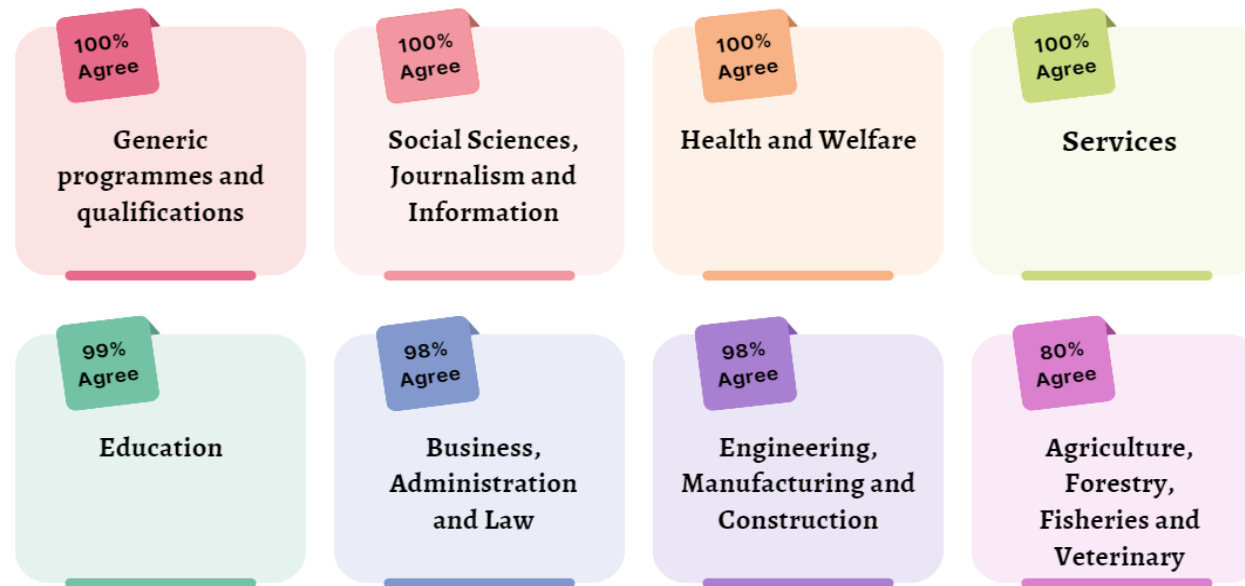 100%
Agree
Generic
programmes and
qualifications
100%
Agree
Social Sciences,
Journalism and
Information
100%
Agree
Health and Welfare
100%
Agree
Services
99%
Agree
Education
98%
Agree
Business,
Administration
and Law
98%
Agree
Engineering,
Manufacturing and
Construction
80%
Agree
Agriculture,
Forestry,
Fisheries and
Veterinary